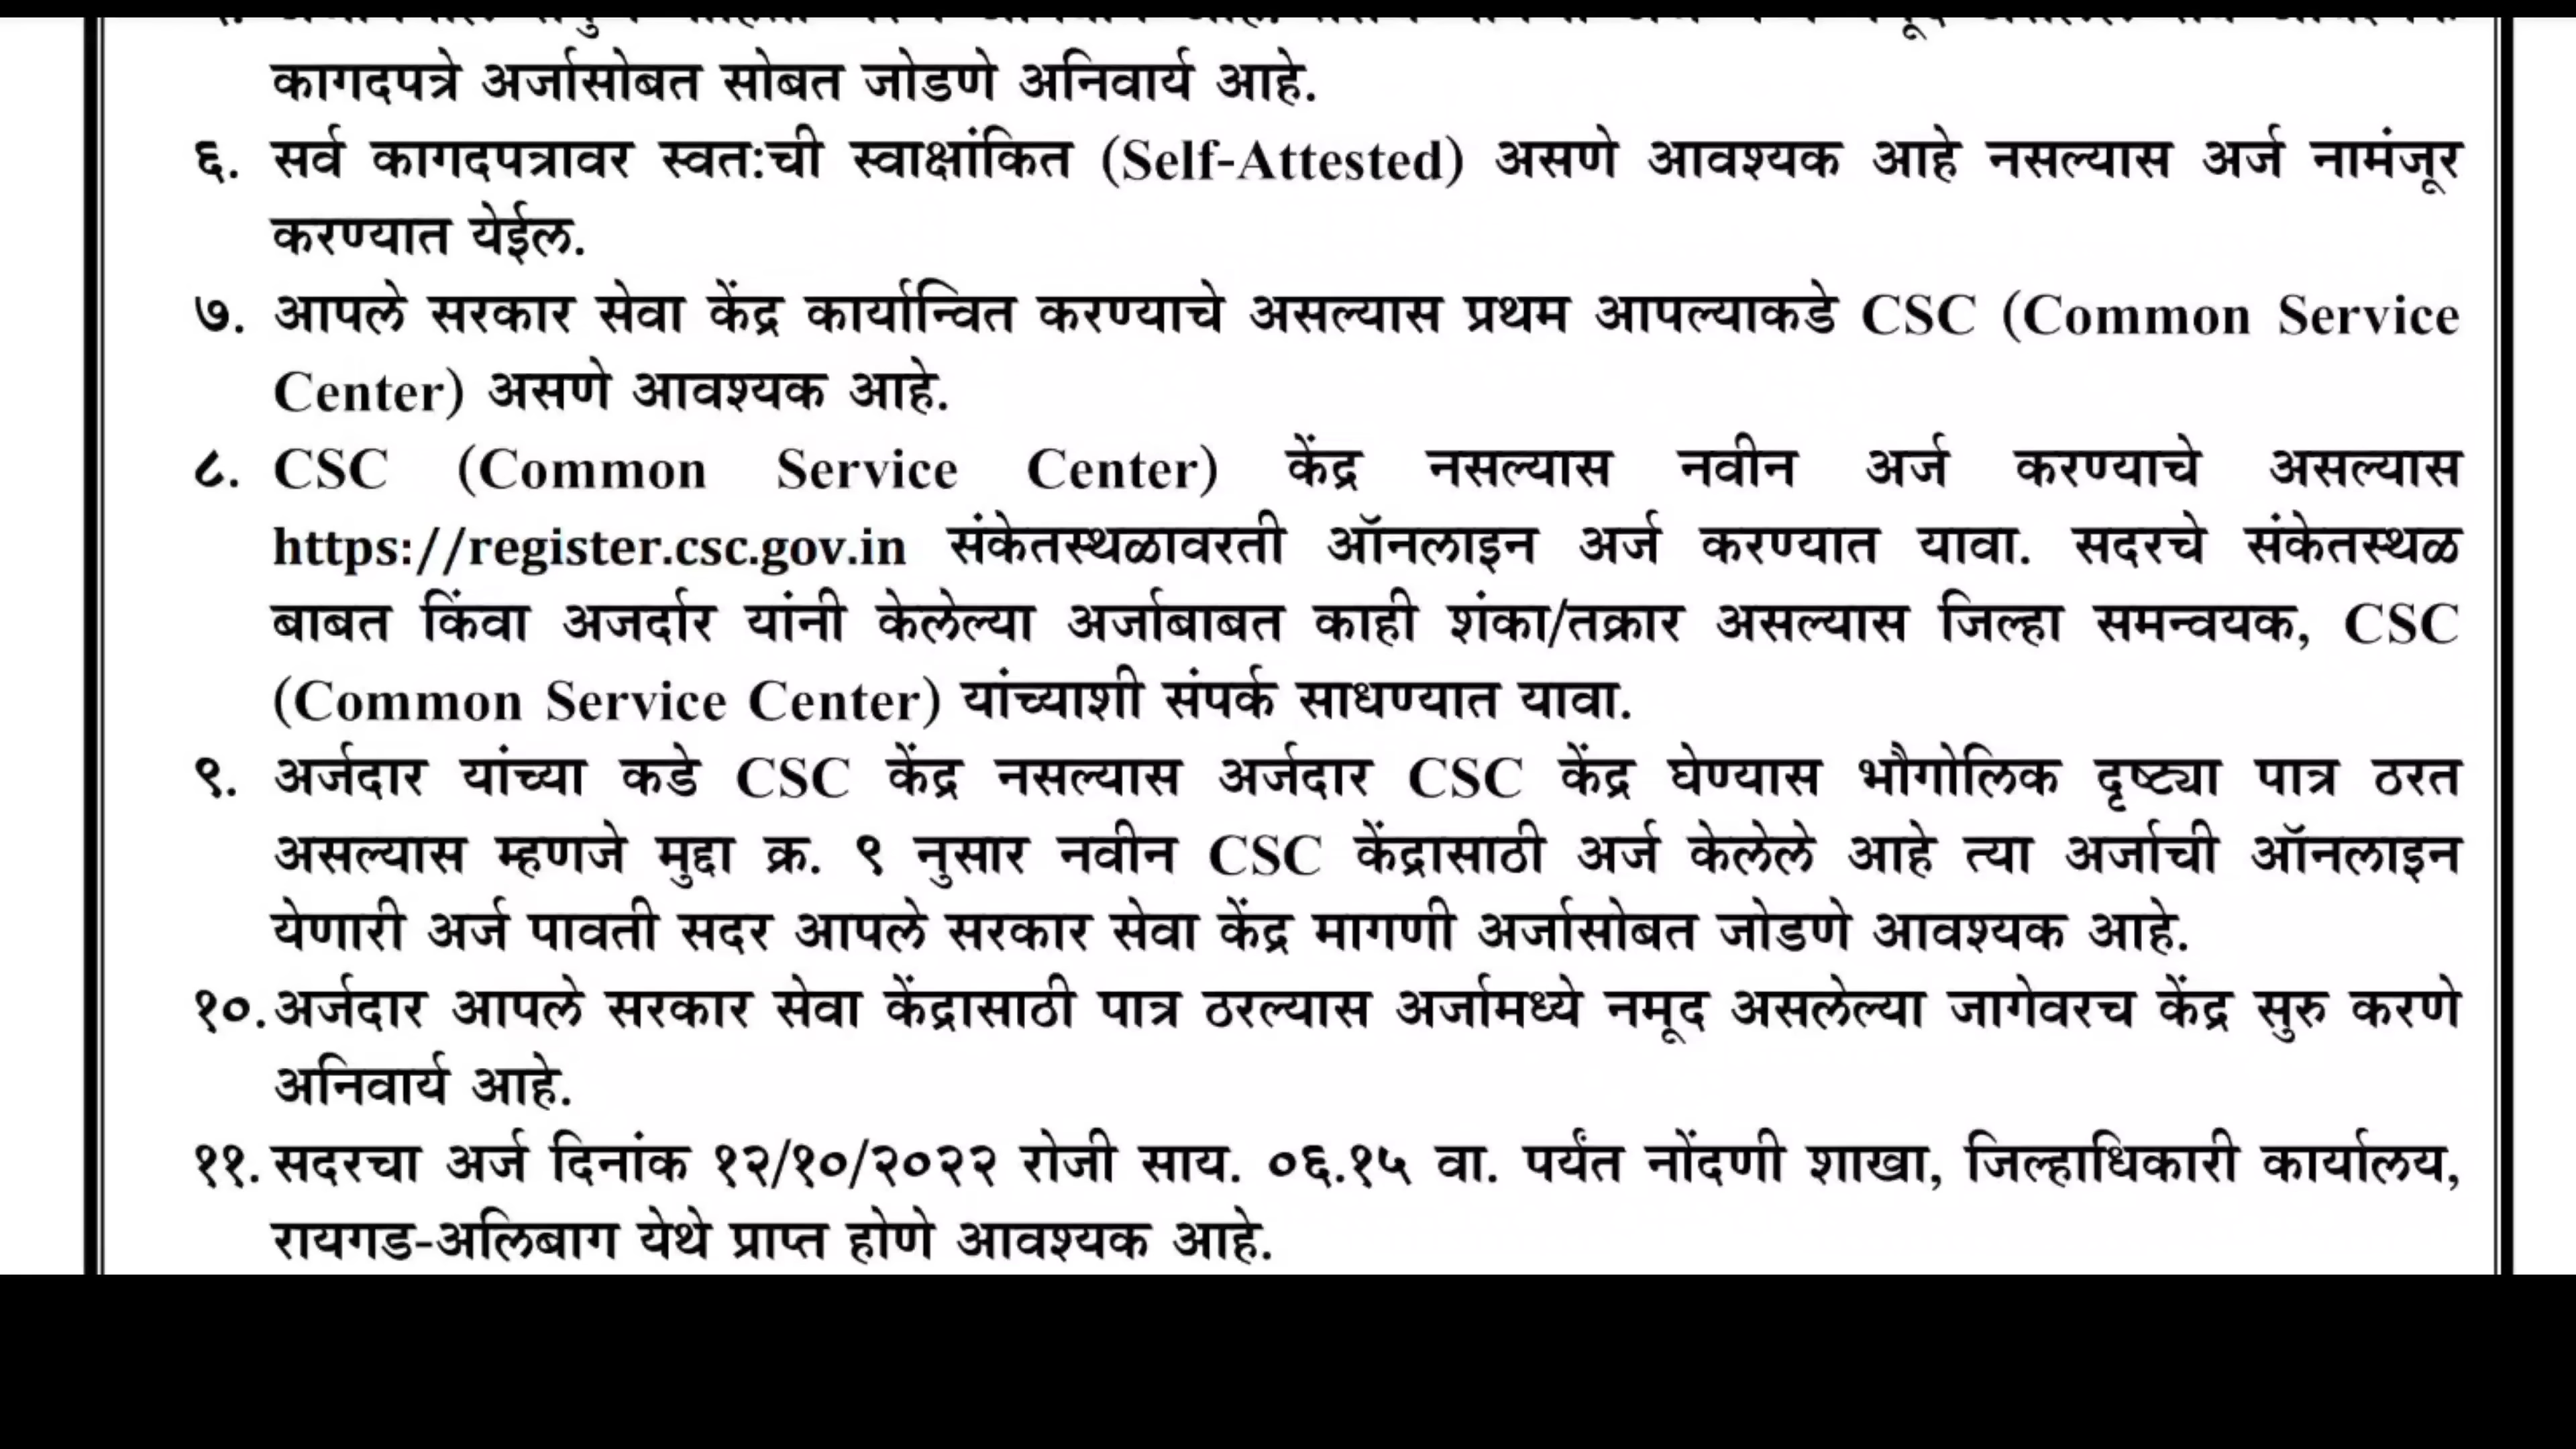 कागदपत्रे अर्जासोबत सोबत जोडणे अनिवार्य आहे.
६. सर्व कागदपत्रावर स्वत:ची स्वाक्षांकित (Self-Attested) असणे आवश्यक आहे नसल्यास अर्ज नामंजूर
करण्यात येईल.
७. आपले सरकार सेवा केंद्र कार्यान्वित करण्याचे असल्यास प्रथम आपल्याकडे CSC (Common Service
Center) असणे आवश्यक आहे.
८. CSC (Common Service Center) केंद्र नसल्यास नवीन अर्ज करण्याचे असल्यास
https://register.csc.gov.in संकेतस्थळावरती ऑनलाइन अर्ज करण्यात यावा. सदरचे संकेतस्थळ
बाबत किंवा अजर्दार यांनी केलेल्या अर्जाबाबत काही शंका/तक्रार असल्यास जिल्हा समन्वयक, CSC
(Common Service Center) यांच्याशी संपर्क साधण्यात यावा.
९. अर्जदार यांच्या कडे CSC केंद्र नसल्यास अर्जदार CSC केंद्र घेण्यास भौगोलिक दृष्ट्या पात्र ठरत
असल्यास म्हणजे मुद्दा क्र. ९ नुसार नवीन CSC केंद्रासाठी अर्ज केलेले आहे त्या अर्जाची ऑनलाइन
येणारी अर्ज पावती सदर आपले सरकार सेवा केंद्र मागणी अर्जासोबत जोडणे आवश्यक आहे.
१०. अर्जदार आपले सरकार सेवा केंद्रासाठी पात्र ठरल्यास अर्जामध्ये नमूद असलेल्या जागेवरच केंद्र सुरु करणे
अनिवार्य आहे.
११. सदरचा अर्ज दिनांक १२/१०/२०२२ रोजी साय. ०६.१५ वा. पर्यंत नोंदणी शाखा, जिल्हाधिकारी कार्यालय,
रायगड-अलिबाग येथे प्राप्त होणे आवश्यक आहे.